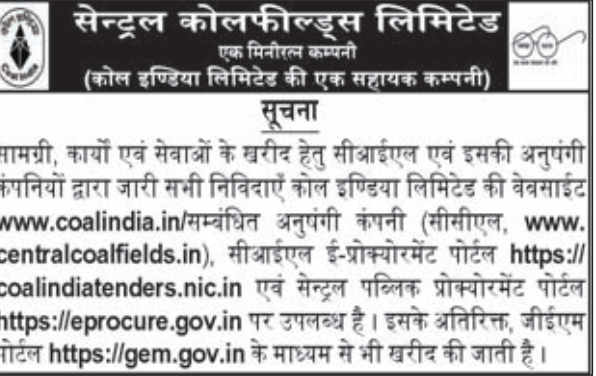 Coal India
सेन्ट्रल कोलफील्ड्स लिमिटेड
एक मिनीरत्न कम्पनी
(कोल इण्डिया लिमिटेड की एक सहायक कम्पनी)
सूचना
सामग्री, कार्यों एवं सेवाओं के खरीद हेतु सीआईएल एवं इसकी अनुषंगी
कंपनियों द्वारा जारी सभी निविदाएँ कोल इण्डिया लिमिटेड की वेबसाईट
www.coalindia.in/सम्बंधित अनुषंगी कंपनी (सीसीएल, www.
centralcoalfields.in), सीआईएल ई-प्रोक्योरमेंट पोर्टल https://
coalindiatenders.nic.in एवं सेन्ट्रल पब्लिक प्रोक्योरमेंट पोर्टल
https://eprocure.gov.in पर उपलब्ध है। इसके अतिरिक्त, जीईएम
पोर्टल https://gem.gov.in के माध्यम से भी खरीद की जाती है।